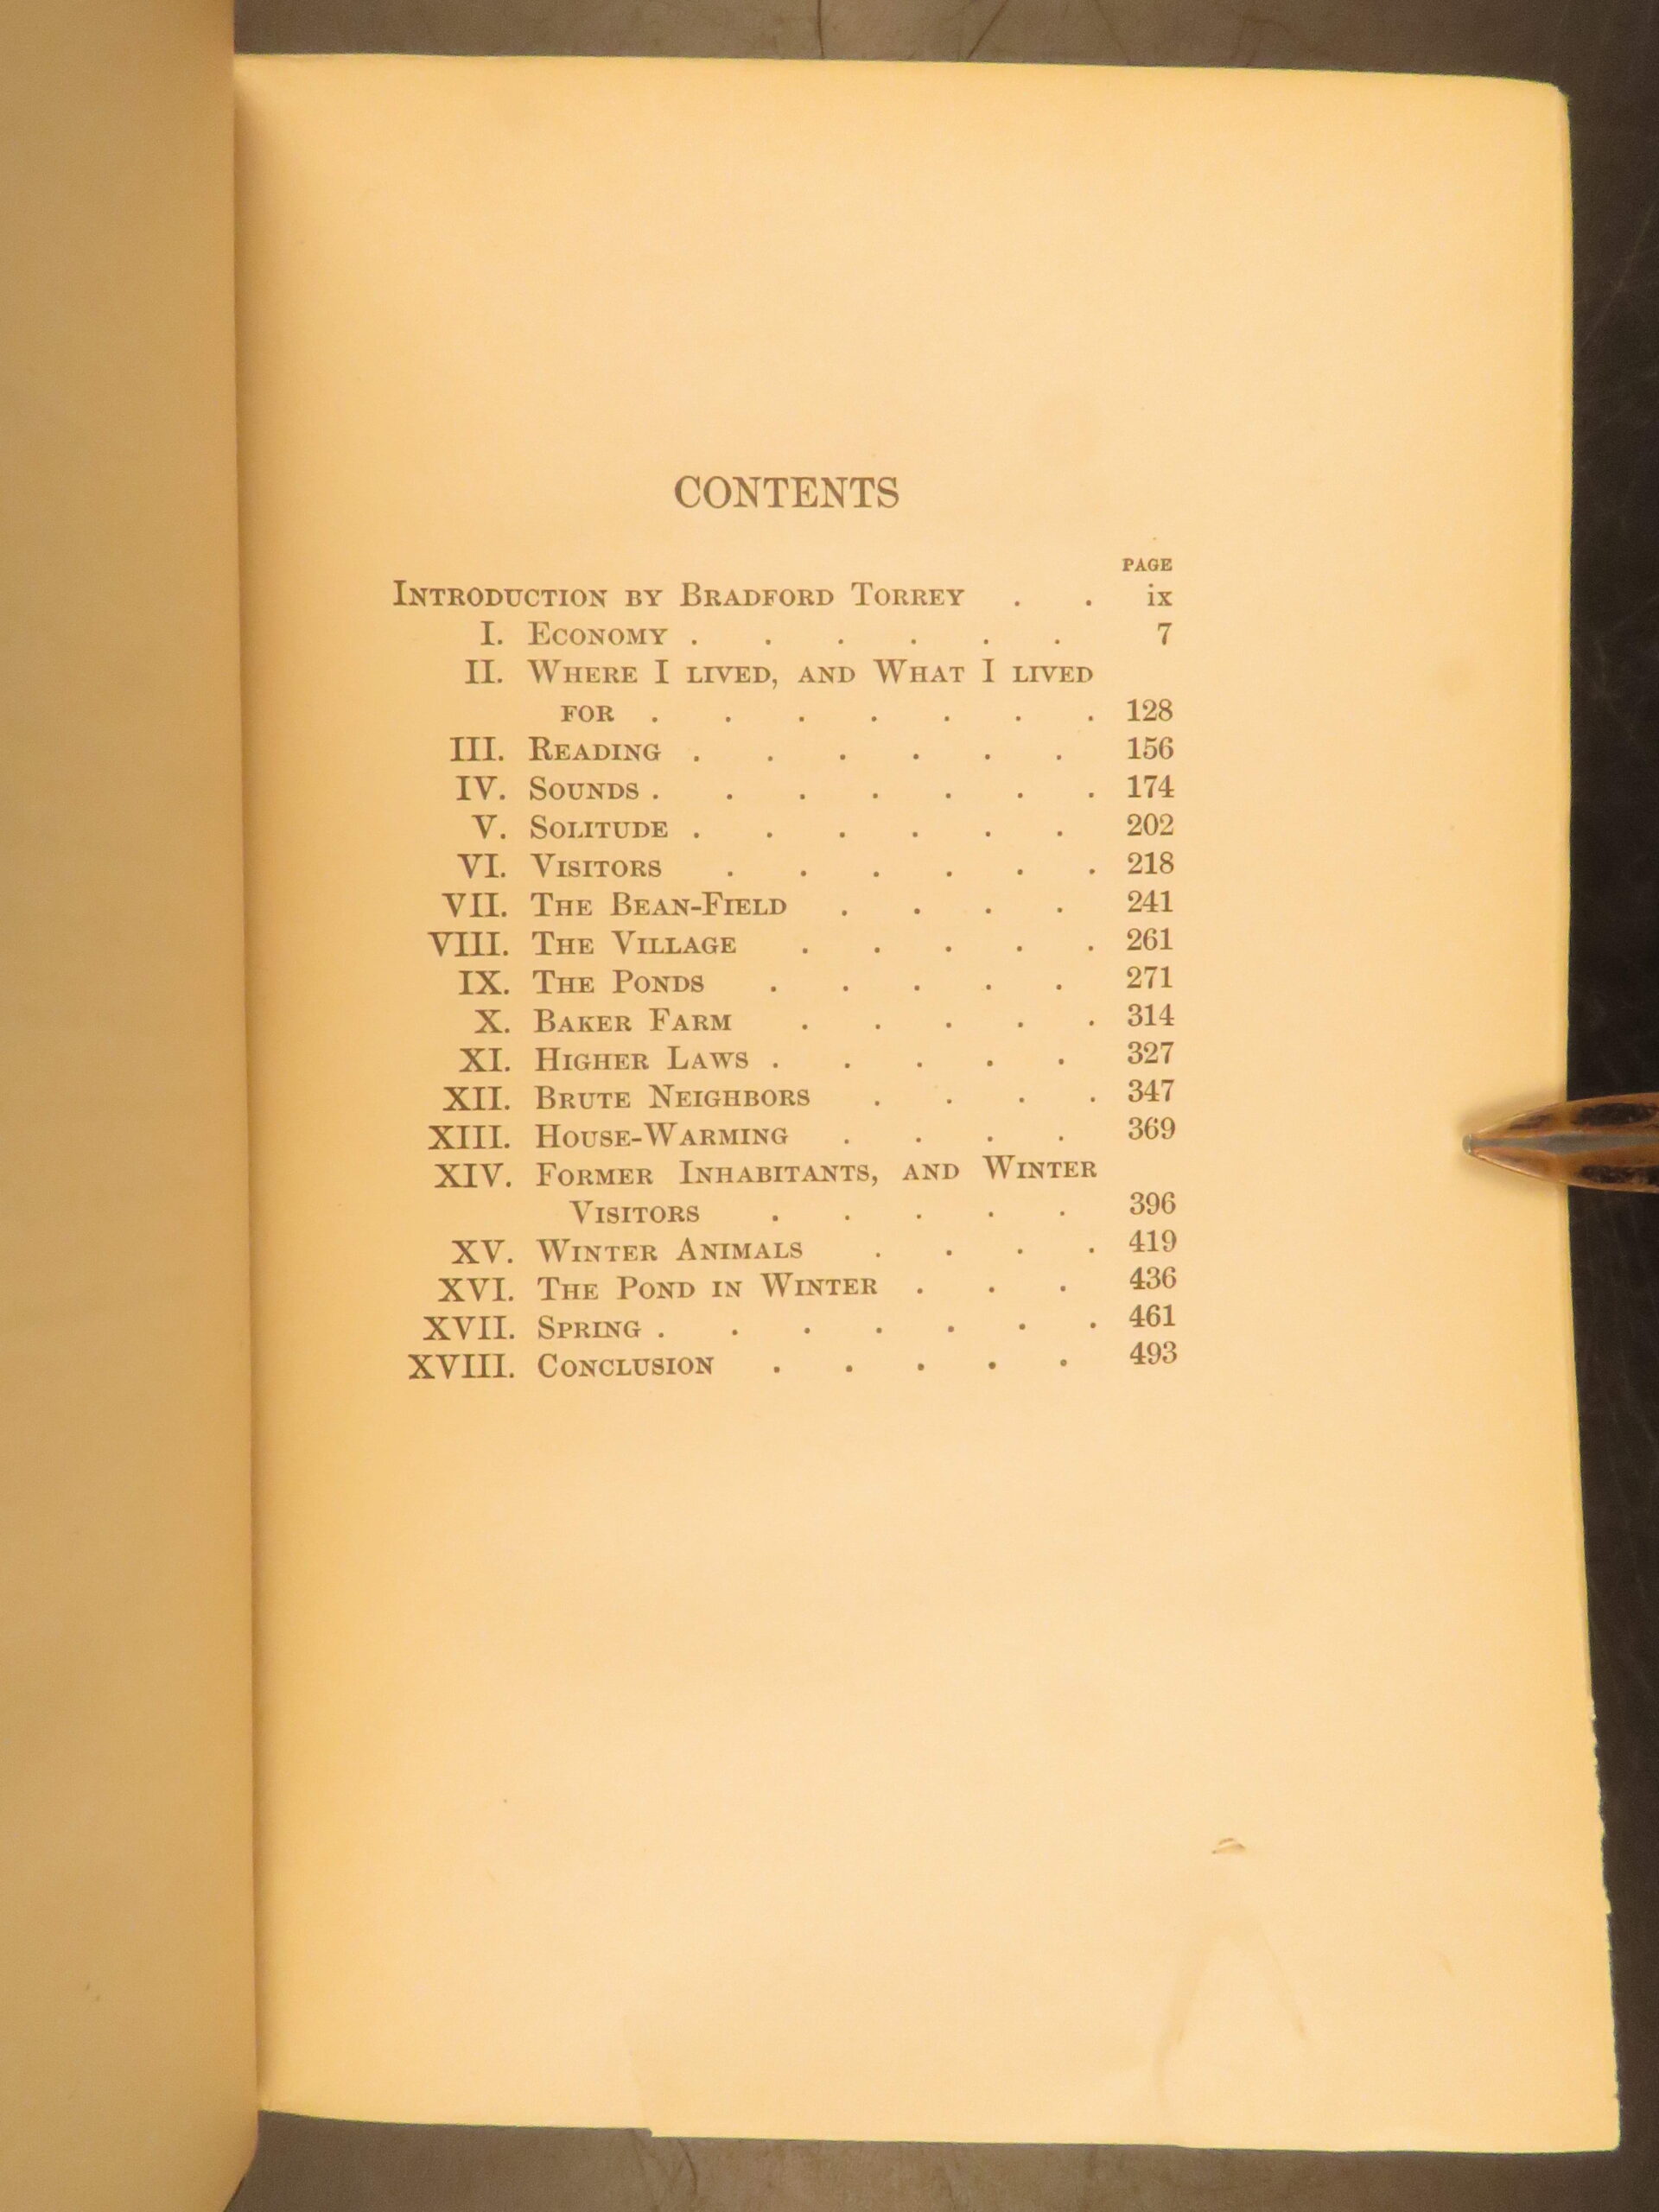 CONTENTS
PAGE
Introduction by Bradford Torrey . . ix
I. Economy . . . . . . 7
II. Where I lived, and What I lived
for . . . . . . . 128
III. Reading . . . . . . 156
IV. Sounds . . . . . . . 174
V. Solitude . . . . . . 202
VI. Visitors . . . . . . 218
VII. The Bean-Field . . . . 241
VIII. The Village . . . . . 261
IX. The Ponds . . . . . 271
X. Baker Farm . . . . . 314
XI. Higher Laws . . . . . 327
XII. Brute Neighbors . . . . 347
XIII. House-Warming . . . . 369
XIV. Former Inhabitants, and Winter
Visitors . . . . . 396
XV. Winter Animals . . . . 419
XVI. The Pond in Winter . . . 436
XVII. Spring . . . . . . . 461
XVIII. Conclusion . . . . . 493